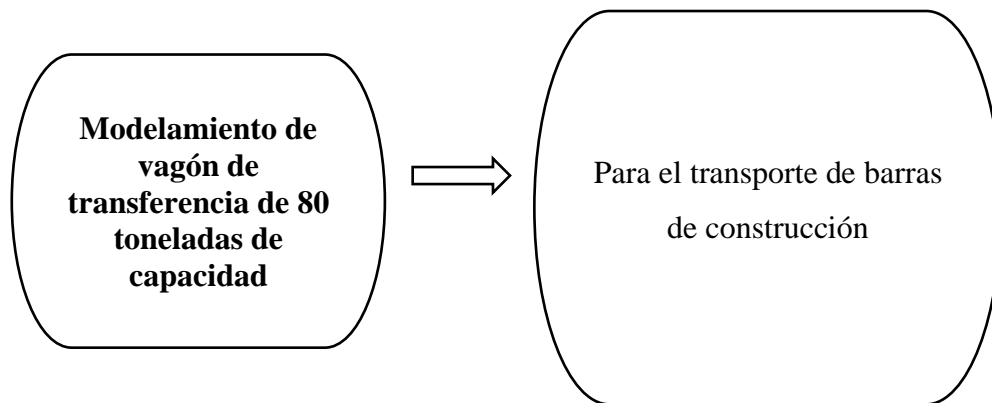 Modelamiento de
vagón de
transferencia de 80
toneladas de
capacidad
Para el transporte de barras
de construcción